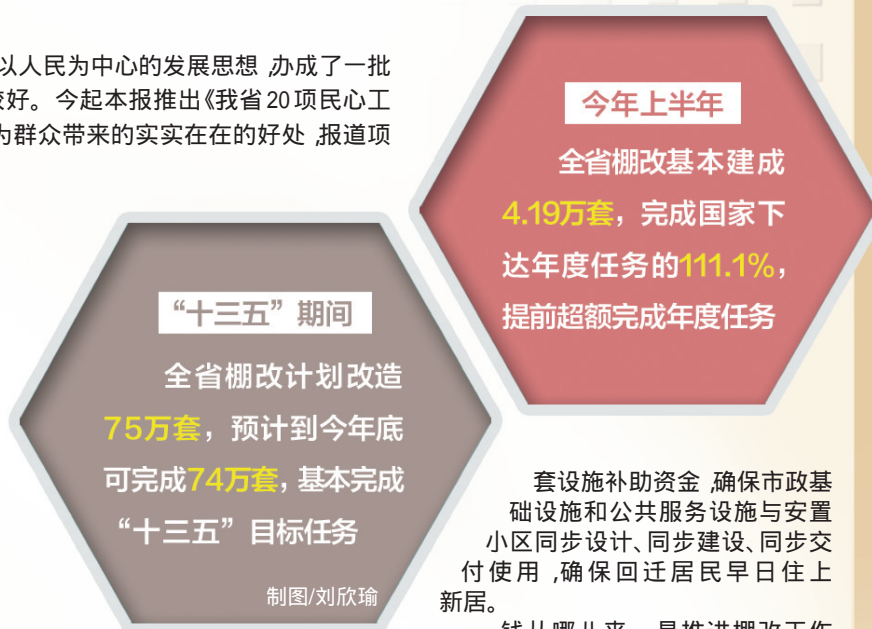 以人民为中心的发展思想,办成了一批
较好。今起本报推出《我省20项民心工
为群众带来的实实在在的好处,报道项
今年上半年
全省棚改基本建成
4.19万套，完成国家下
达年度任务的111.1%，
提前超额完成年度任务
“十三五”期间
全省棚改计划改造
75万套，预计到今年底
可完成74万套，基本完成
“十三五”目标任务
制图/刘欣瑜
套设施补助资金,确保市政基
础设施和公共服务设施与安置
小区同步设计、同步建设、同步交
付使用,确保回迁居民早日住上
新居。